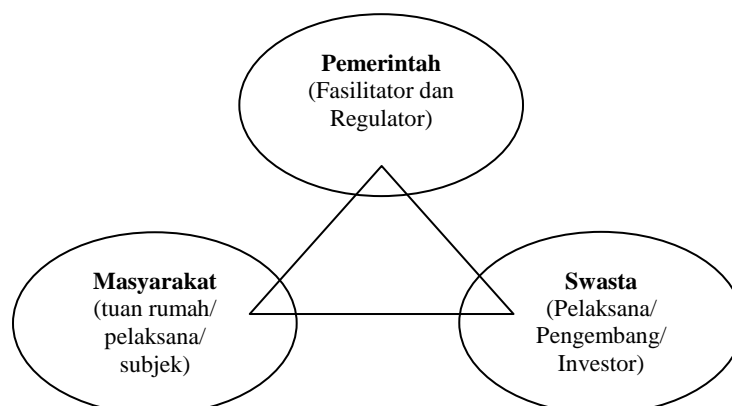 Pemerintah
(Fasilitator dan
Regulator)
Masyarakat
(tuan rumah/
pelaksana/
subjek)
Swasta
(Pelaksana/
Pengembang/
Investor)